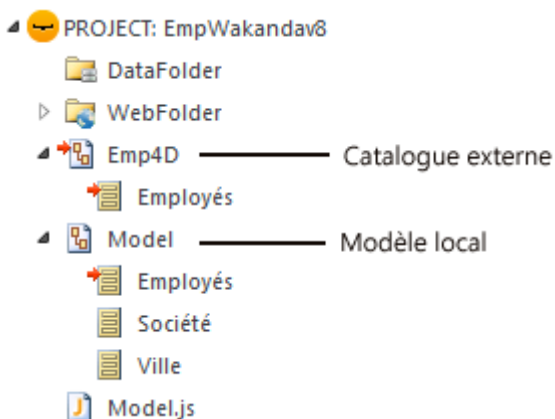 PROJECT: EmpWakandav8
DataFolder
WebFolder
Emp4D Catalogue externe
Employés
Model Modèle local
Employés
Société
Ville
Model.js